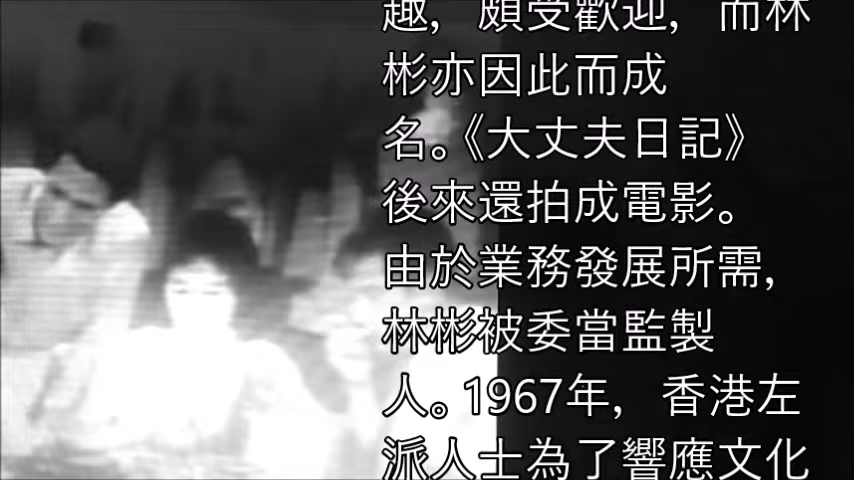 趣，頗受歡迎，而林
彬亦因此而成
名。《大丈夫日記》
後來還拍成電影。
由於業務發展所需，
林彬被委當監製
人。1967年，香港左
派人士為了響應文化